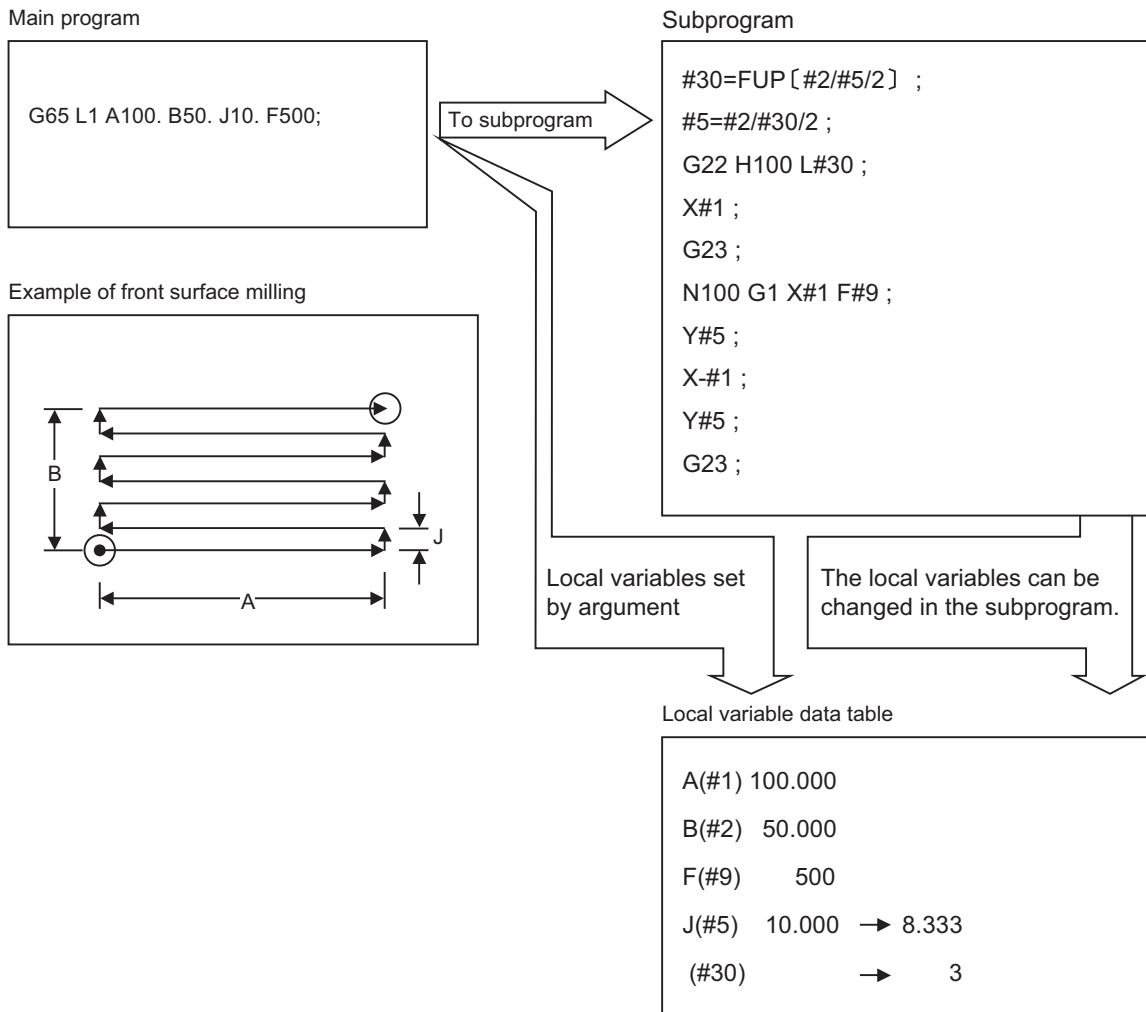 Main program
G65 L1 A100. B50. J10. F500;
To subprogram
Subprogram
#30=FUP〔#2/#5/2〕 ;
#5=#2/#30/2 ;
G22 H100 L#30 ;
X#1 ;
G23 ;
N100 G1 X#1 F#9 ;
Y#5 ;
X-#1 ;
Y#5 ;
G23 ;
Example of front surface milling
B
J
A
Local variables set
by argument
The local variables can be
changed in the subprogram.
Local variable data table
A(#1) 100.000
B(#2) 50.000
F(#9) 500
J(#5) 10.000 → 8.333
(#30) → 3